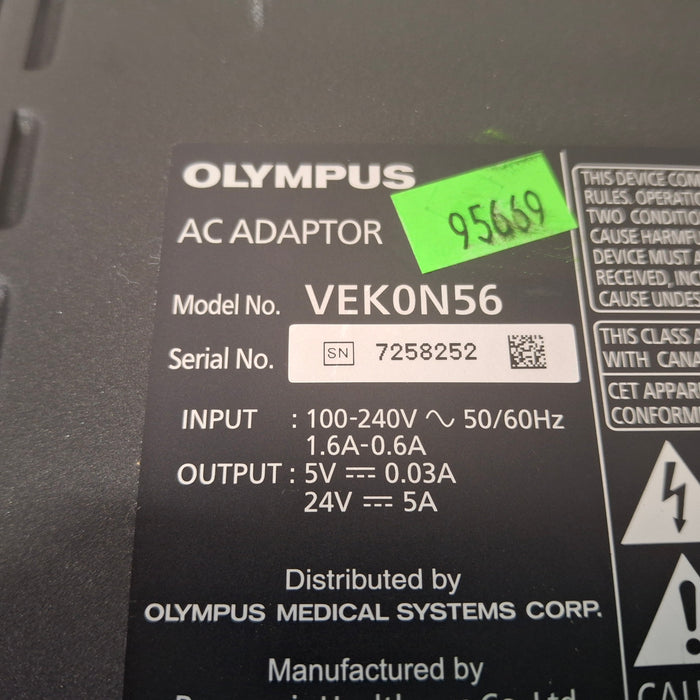 OLYMPUS
95669
AC ADAPTOR
Model No. VEK0N56
Serial No. SN 7258252
INPUT : 100-240V ~ 50/60Hz
1.6A-0.6A
OUTPUT : 5V ⎓ 0.03A
24V ⎓ 5A
Distributed by
OLYMPUS MEDICAL SYSTEMS CORP.
Manufactured by
THIS DEVICE COM
RULES. OPERATI
TWO CONDITIO
CAUSE HARMFU
DEVICE MUST A
RECEIVED, INC
CAUSE UNDES
THIS CLASS
WITH CANA
CET APPAR
CONFORM